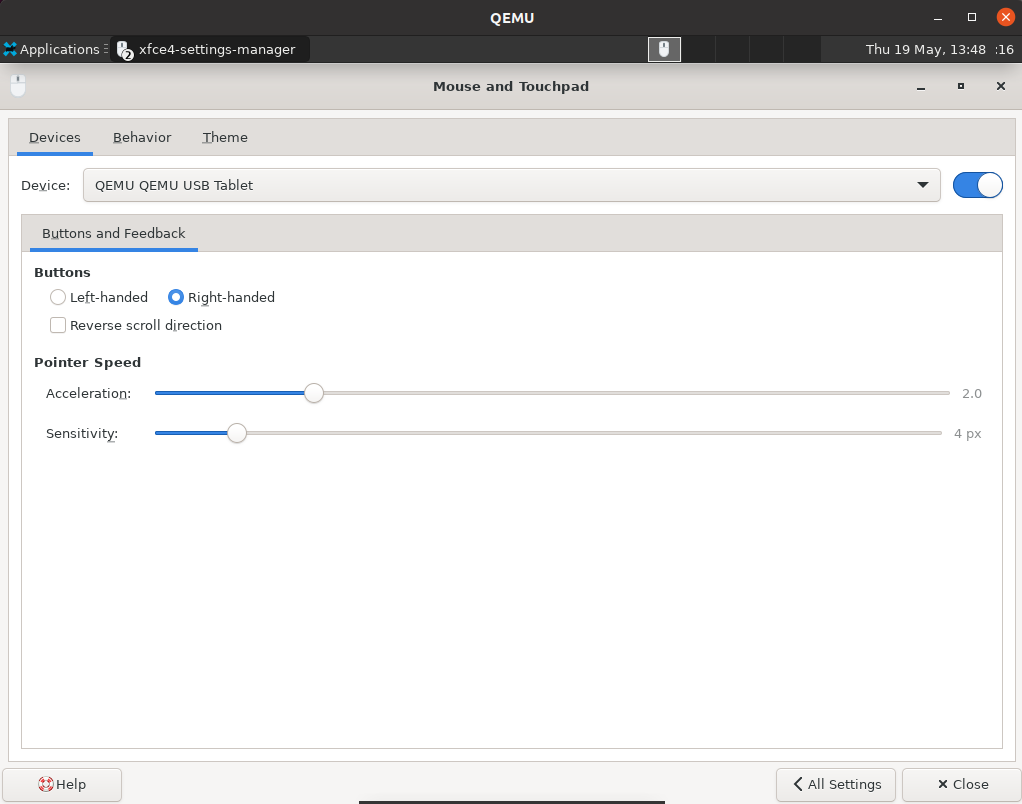 QEMU
Applications xfce4-settings-manager Thu 19 May, 13:48 :16
2
Mouse and Touchpad
Devices Behavior Theme
Device: QEMU QEMU USB Tablet
Buttons and Feedback
Buttons
Left-handed Right-handed
Reverse scroll direction
Pointer Speed
Acceleration: 2.0
Sensitivity: 4 px
Help All Settings Close